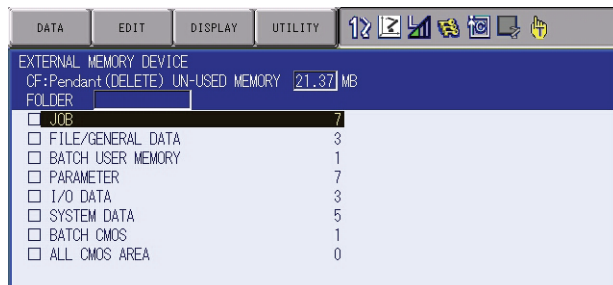 DATA EDIT DISPLAY UTILITY
EXTERNAL MEMORY DEVICE
CF:Pendant(DELETE) UN-USED MEMORY 21.37 MB
FOLDER
JOB 7
FILE/GENERAL DATA 3
BATCH USER MEMORY 1
PARAMETER 7
I/O DATA 3
SYSTEM DATA 5
BATCH CMOS 1
ALL CMOS AREA 0